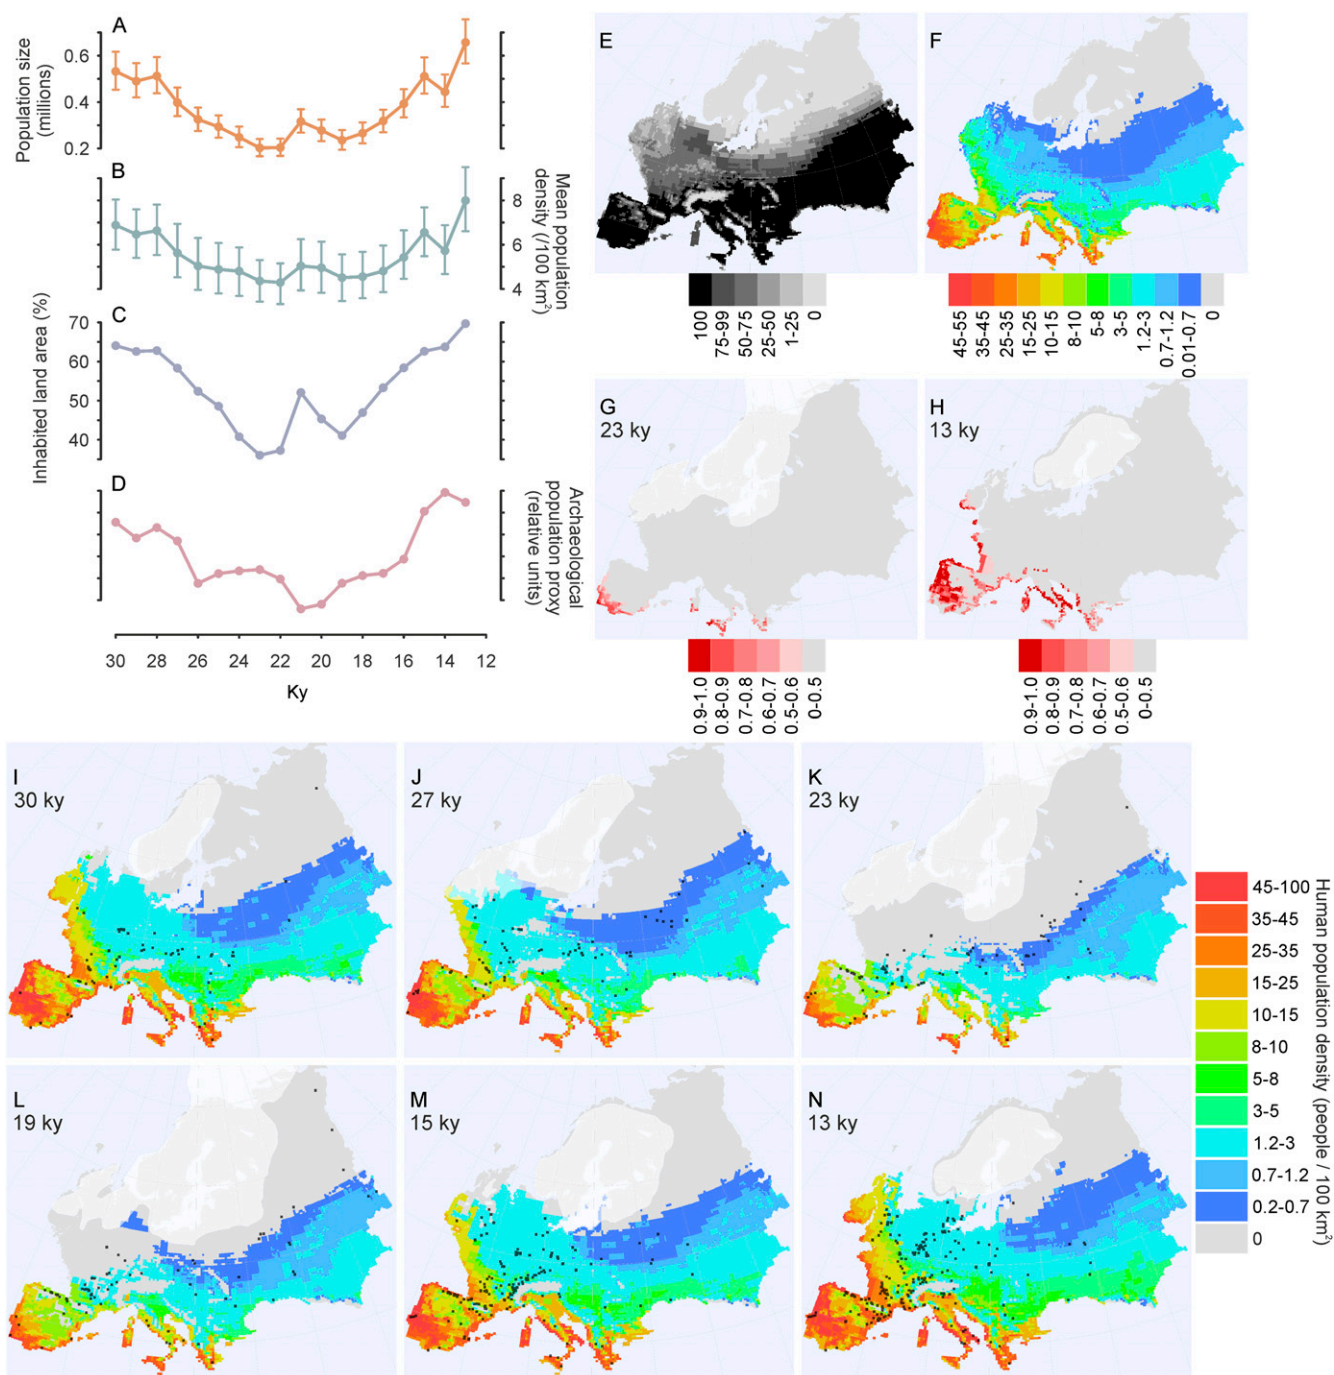 A
Population size
(millions)
0.6
0.4
0.2
B
Mean population
density (/100 km²)
8
6
4
C
Inhabited land area (%)
70
60
50
40
D
Archaeological
population proxy
(relative units)
30 28 26 24 22 20 18 16 14 12
Ky
E
100
75-99
50-75
25-50
1-25
0
F
45-55
35-45
25-35
15-25
10-15
8-10
5-8
3-5
1.2-3
0.7-1.2
0.01-0.7
0
G
23 ky
0.9-1.0
0.8-0.9
0.7-0.8
0.6-0.7
0.5-0.6
0-0.5
H
13 ky
0.9-1.0
0.8-0.9
0.7-0.8
0.6-0.7
0.5-0.6
0-0.5
I
30 ky
J
27 ky
K
23 ky
L
19 ky
M
15 ky
N
13 ky
45-100
35-45
25-35
15-25
10-15
8-10
5-8
3-5
1.2-3
0.7-1.2
0.2-0.7
0
Human population density (people / 100 km²)